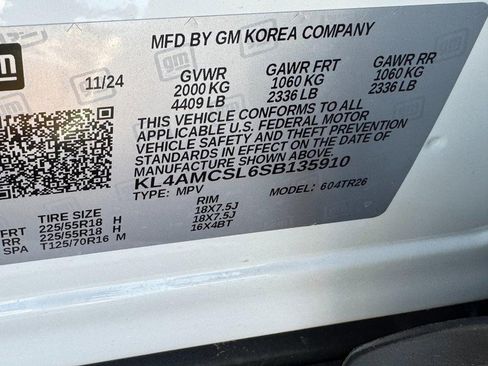 gm
MFD BY GM KOREA COMPANY
11/24
GVWR GAWR FRT GAWR RR
2000 KG 1060 KG 1060 KG
4409 LB 2336 LB 2336 LB
THIS VEHICLE CONFORMS TO ALL
APPLICABLE U.S. FEDERAL MOTOR
VEHICLE SAFETY AND THEFT PREVENTION
STANDARDS IN EFFECT ON THE DATE OF
MANUFACTURE SHOWN ABOVE.
KL4AMCSL6SB135910
TYPE: MPV MODEL: 604TR26
TIRE SIZE RIM
FRT 225/55R18 H 18X7.5J
RR 225/55R18 H 18X7.5J
SPA T125/70R16 M 16X4BT